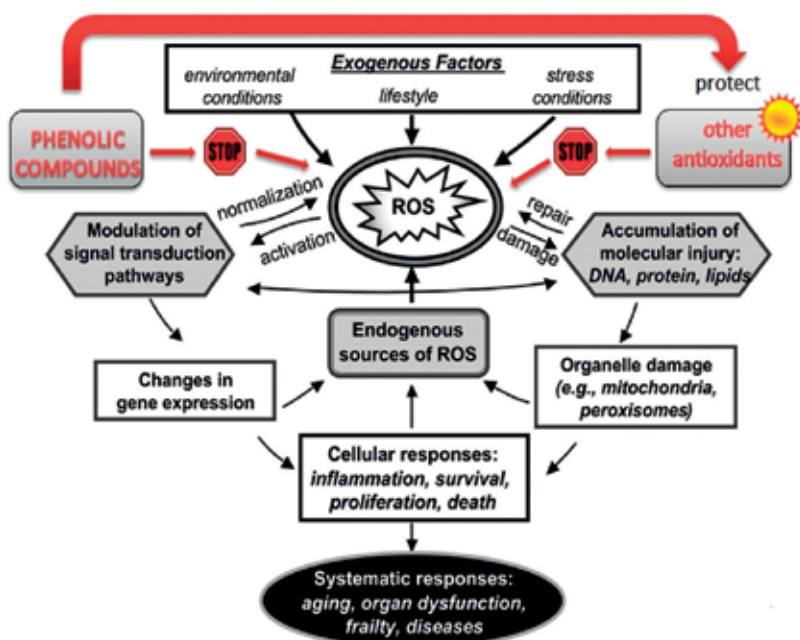 Exogenous Factors
environmental
conditions
lifestyle
stress
conditions
protect
PHENOLIC
COMPOUNDS
STOP
STOP
other
antioxidants
ROS
normalization
activation
repair
damage
Modulation of
signal transduction
pathways
Accumulation of
molecular injury:
DNA, protein, lipids
Endogenous
sources of ROS
Changes in
gene expression
Organelle damage
(e.g., mitochondria,
peroxisomes)
Cellular responses:
inflammation, survival,
proliferation, death
Systematic responses:
aging, organ dysfunction,
frailty, diseases